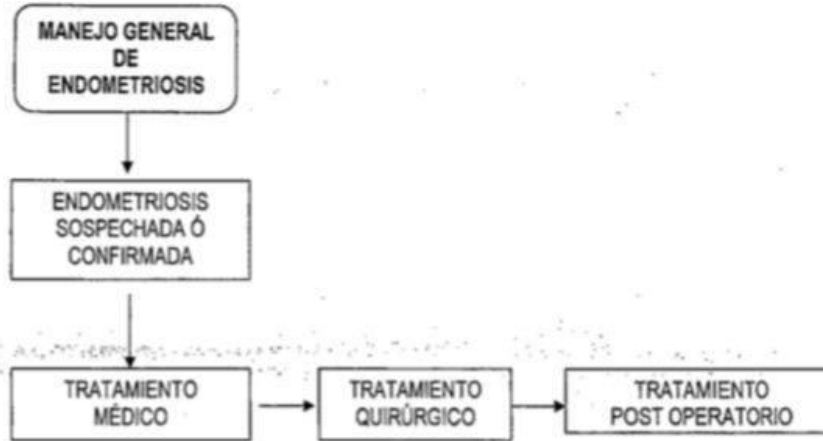 MANEJO GENERAL
DE
ENDOMETRIOSIS
ENDOMETRIOSIS
SOSPECHADA Ó
CONFIRMADA
TRATAMIENTO
MÉDICO
TRATAMIENTO
QUIRÚRGICO
TRATAMIENTO
POST OPERATORIO